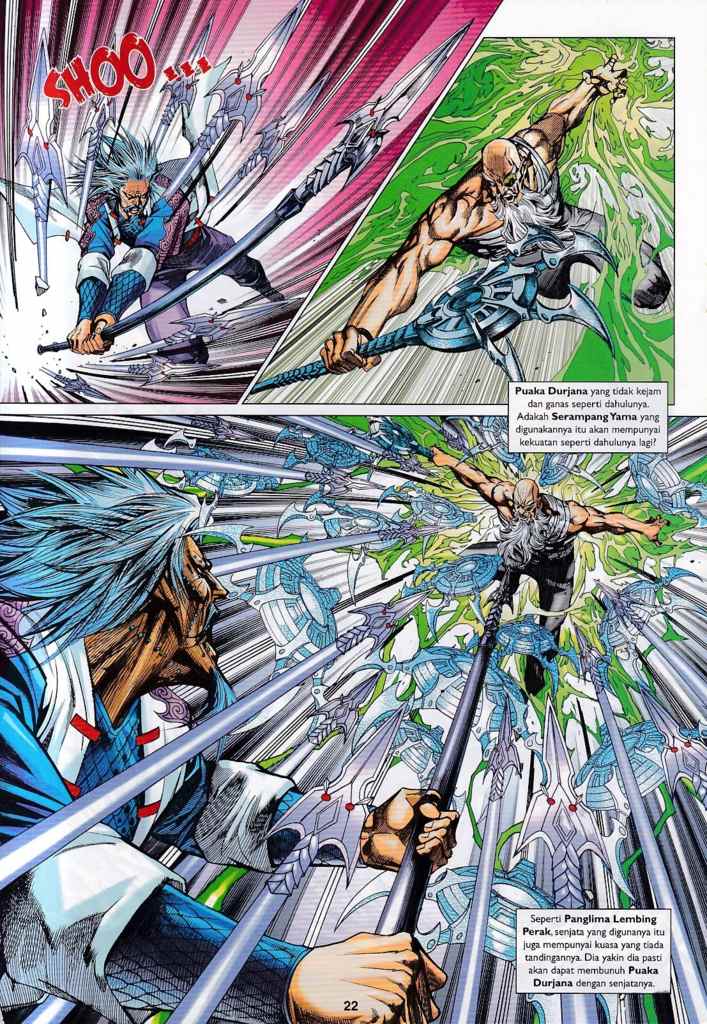 SHOO...
Puaka Durjana yang tidak kejam
dan ganas seperti dahulunya.
Adakah Serampang Yama yang
digunakannya itu akan mempunyai
kekuatan seperti dahulunya lagi?
Seperti Panglima Lembing
Perak, senjata yang digunanya itu
juga mempunyai kuasa yang tiada
tandingannya. Dia yakin dia pasti
akan dapat membunuh Puaka
Durjana dengan senjatanya.
22